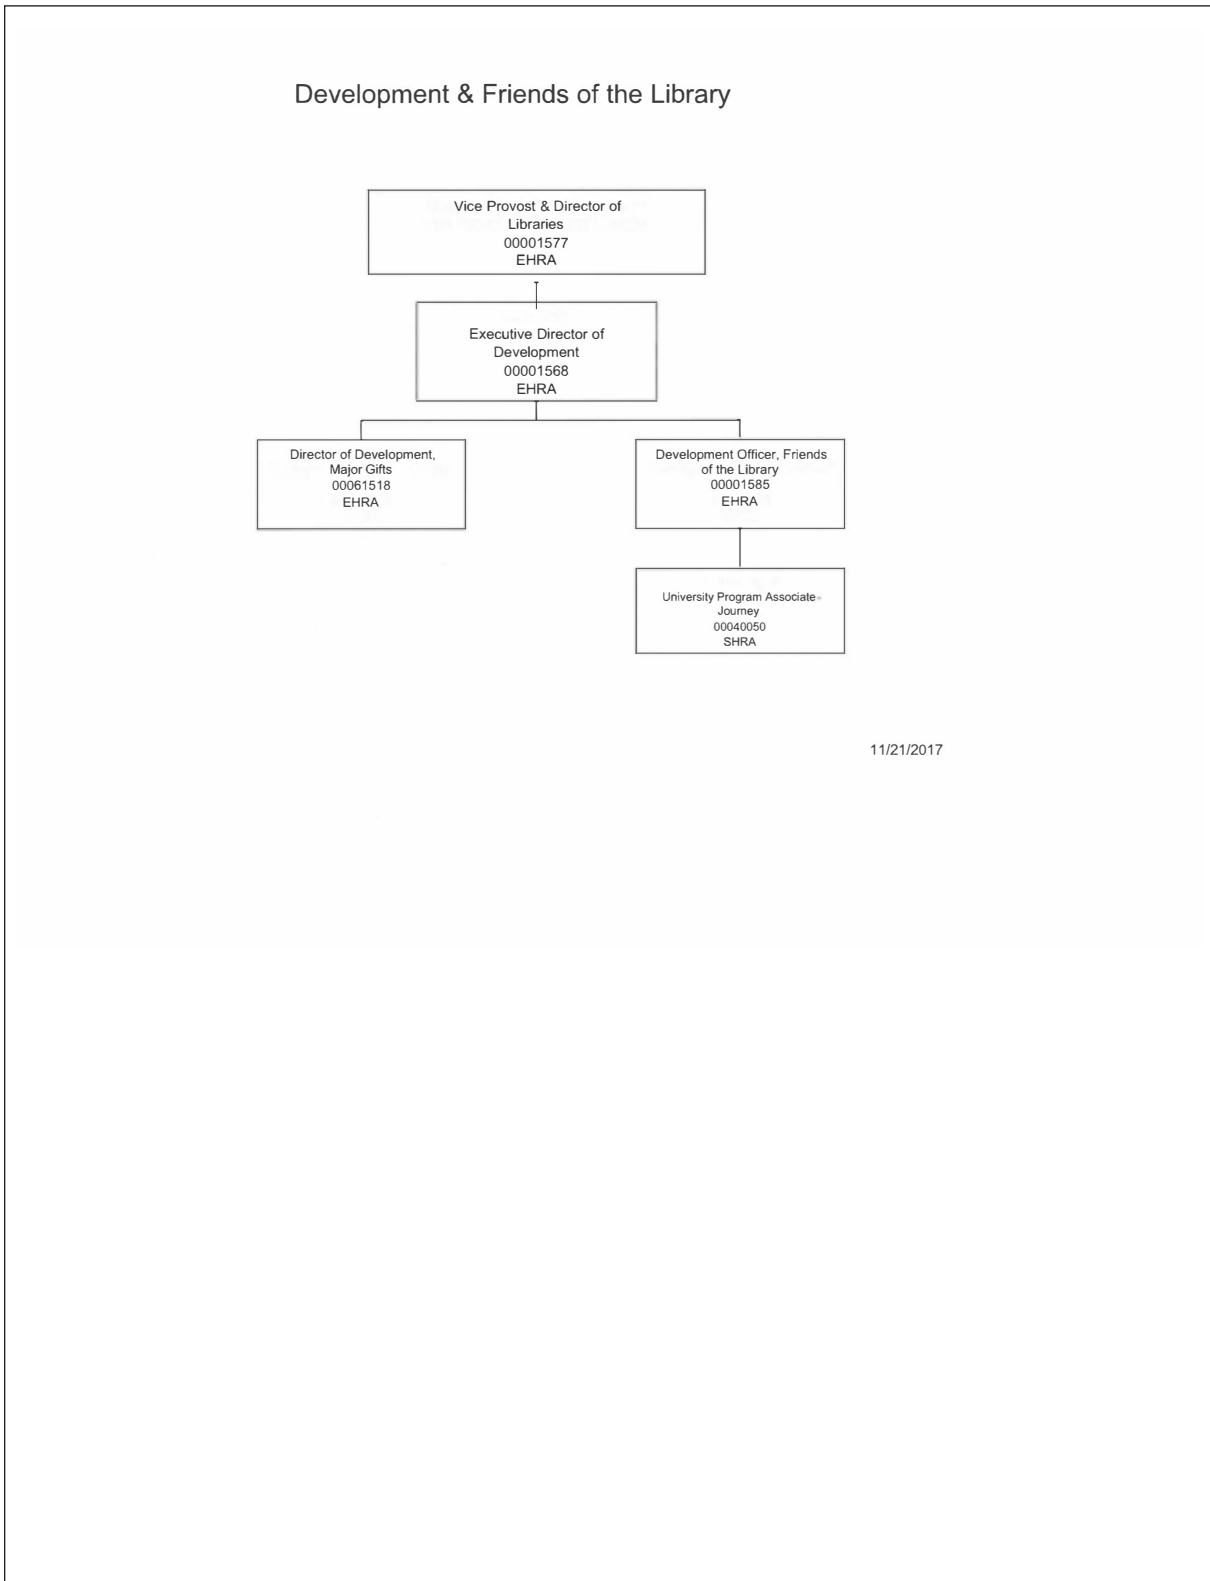 Development & Friends of the Library
Vice Provost & Director of
Libraries
00001577
EHRA
Executive Director of
Development
00001568
EHRA
Director of Development,
Major Gifts
00061518
EHRA
Development Officer, Friends
of the Library
00001585
EHRA
University Program Associate-
Journey
00040050
SHRA
11/21/2017